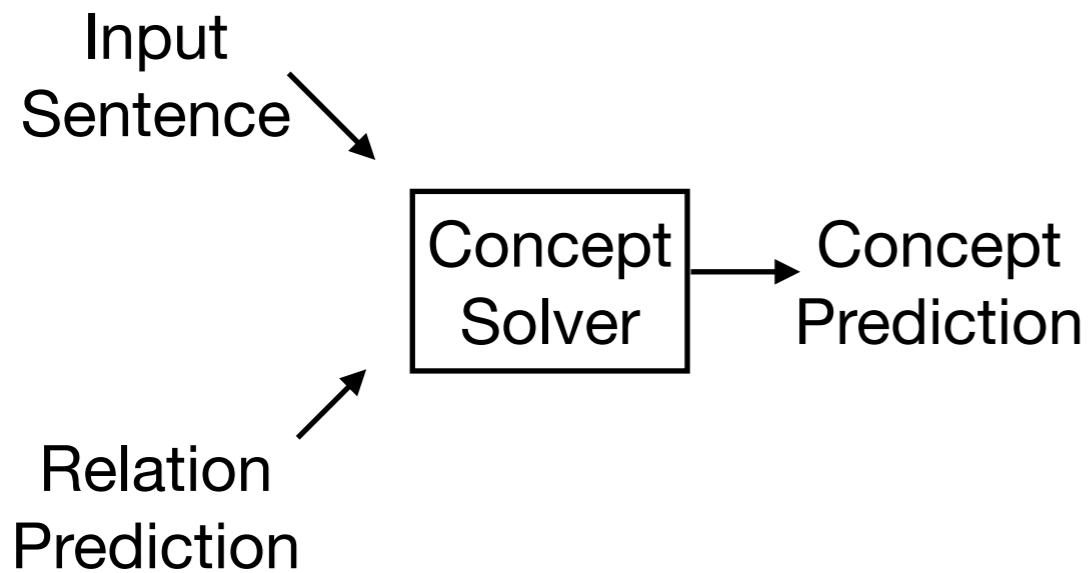 Input
Sentence
Concept
Solver
Concept
Prediction
Relation
Prediction